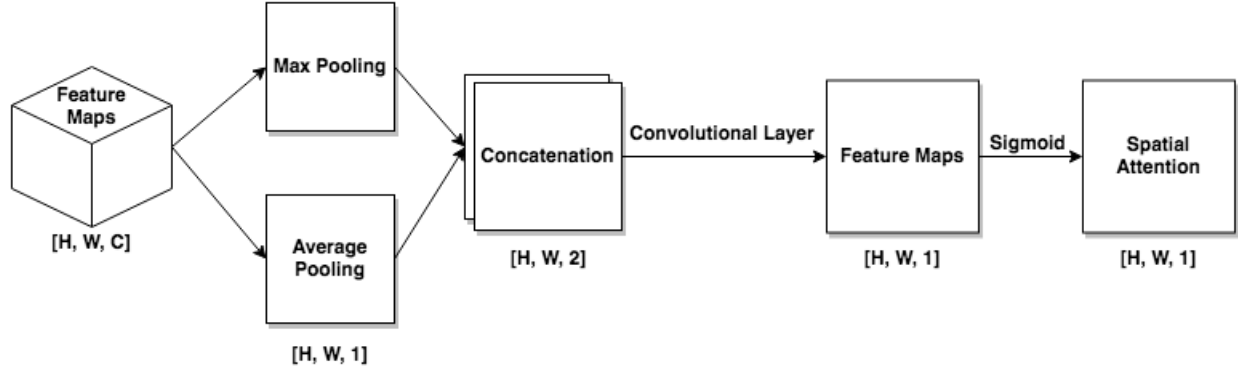 Feature
Maps
[H, W, C]
Max Pooling
Average
Pooling
[H, W, 1]
Concatenation
[H, W, 2]
Convolutional Layer
Feature Maps
[H, W, 1]
Sigmoid
Spatial
Attention
[H, W, 1]